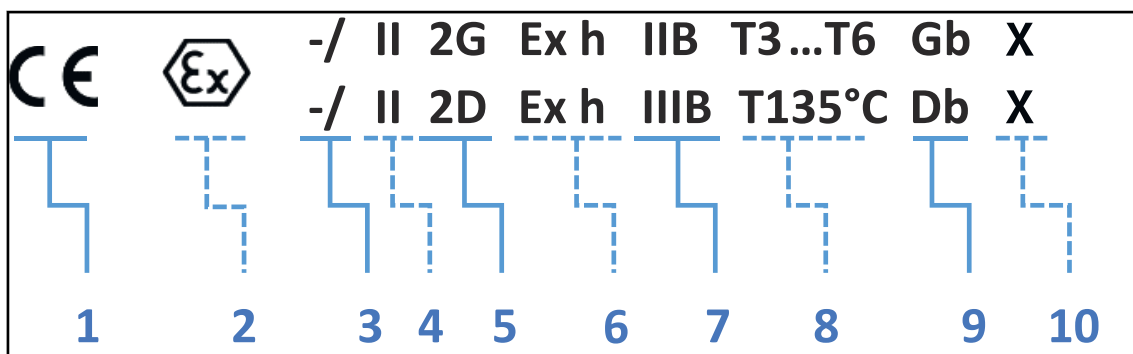 CE Ex -/ II 2G Ex h IIB T3...T6 Gb X
-/ II 2D Ex h IIIB T135°C Db X
1 2 3 4 5 6 7 8 9 10